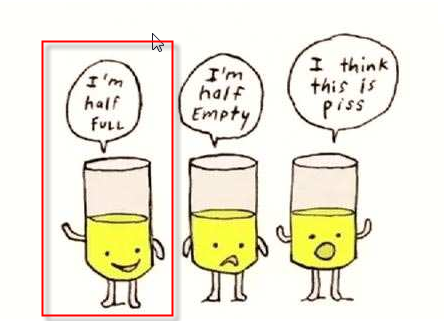 I'm
half
FULL
I'm
half
Empty
I think
this is
piss